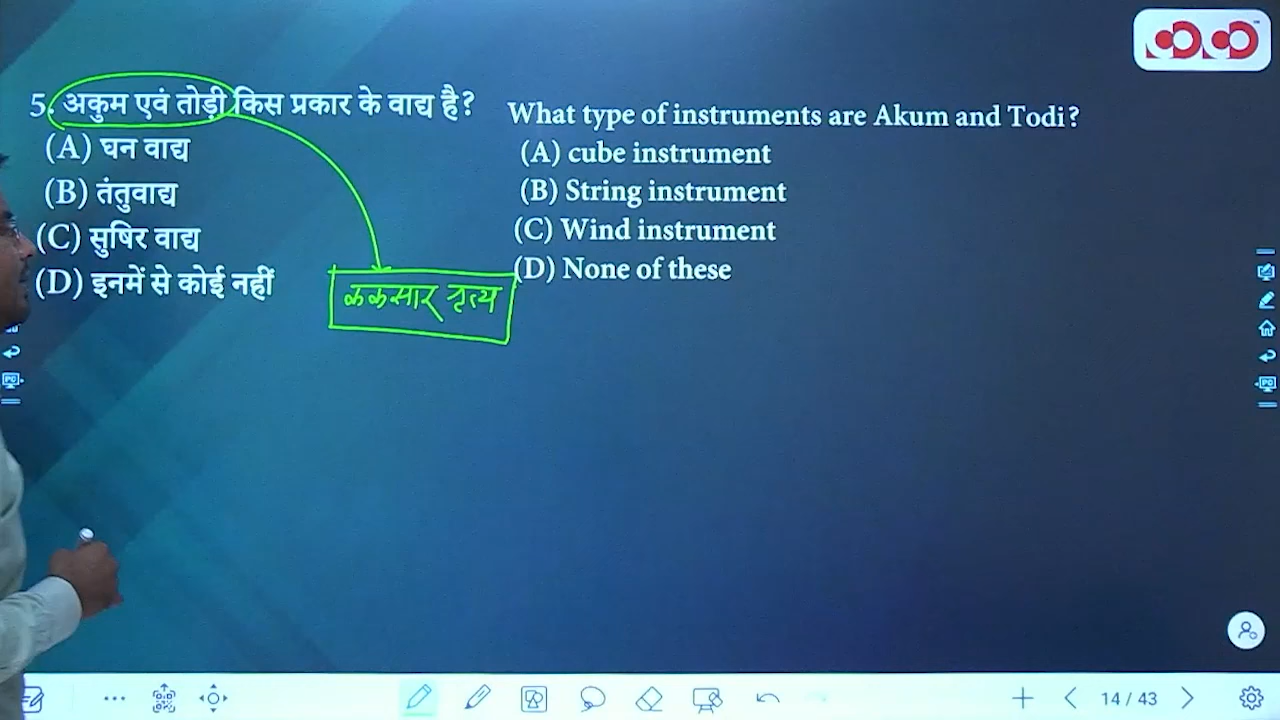 5. अकुम एवं तोड़ी किस प्रकार के वाद्य है?
(A) घन वाद्य
(B) तंतुवाद्य
(C) सुषिर वाद्य
(D) इनमें से कोई नहीं
ककसार नृत्य
What type of instruments are Akum and Todi?
(A) cube instrument
(B) String instrument
(C) Wind instrument
(D) None of these
14 / 43